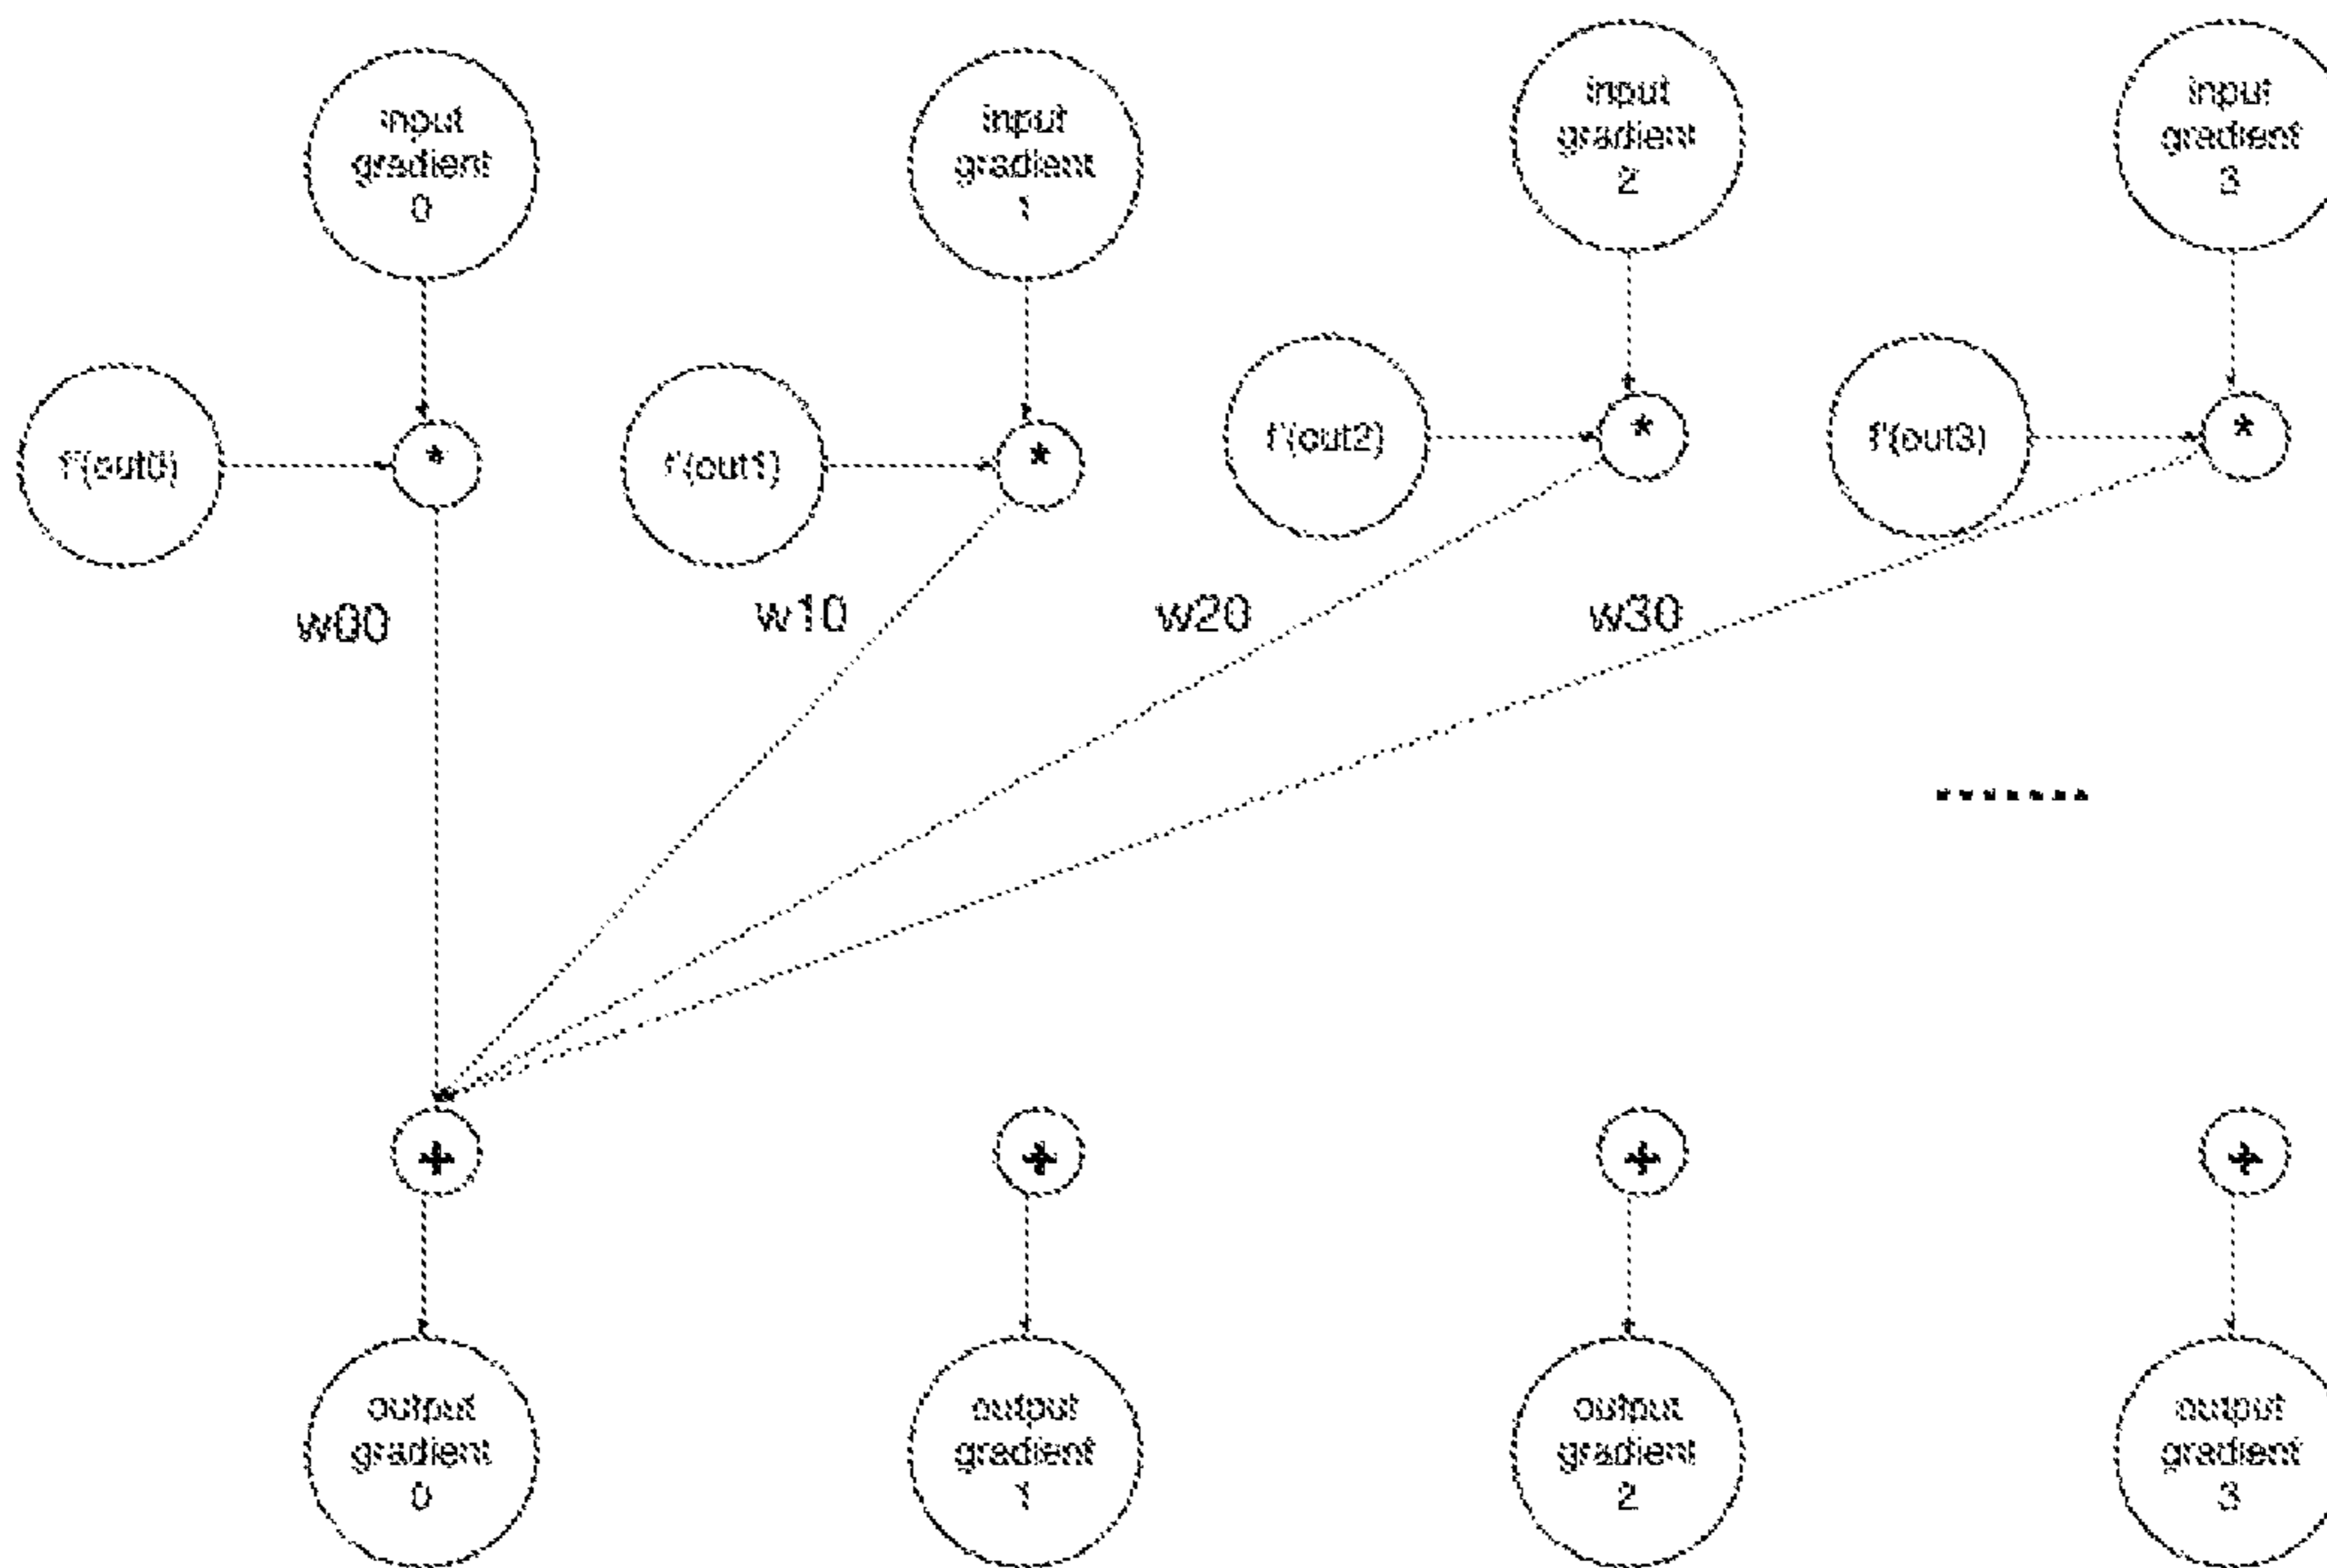 input
gradient
0
input
gradient
1
input
gradient
2
input
gradient
3
f'(out0)
*
f'(out1)
*
f'(out2)
*
f'(out3)
*
w00
w10
w20
w30
.......
+
+
+
+
output
gradient
0
output
gradient
1
output
gradient
2
output
gradient
3